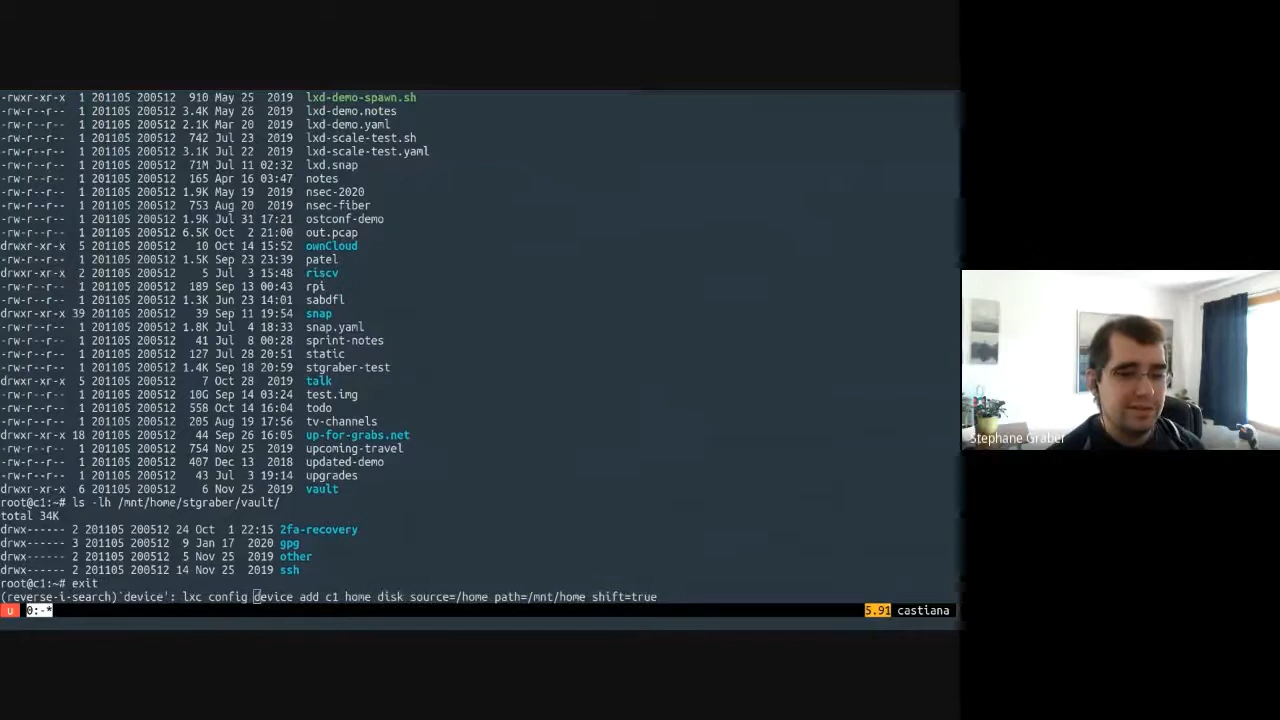 -rwxr-xr-x  1 201105 200512  910 May 25  2019 lxd-demo-spawn.sh
-rw-r--r--  1 201105 200512 3.4K May 26  2019 lxd-demo.notes
-rw-r--r--  1 201105 200512 2.1K Mar 20  2019 lxd-demo.yaml
-rw-r--r--  1 201105 200512  742 Jul 23  2019 lxd-scale-test.sh
-rw-r--r--  1 201105 200512 3.1K Jul 22  2019 lxd-scale-test.yaml
-rw-r--r--  1 201105 200512  71M Jul 11 02:32 lxd.snap
-rw-r--r--  1 201105 200512  165 Apr 16 03:47 notes
-rw-r--r--  1 201105 200512 1.9K May 19  2019 nsec-2020
-rw-r--r--  1 201105 200512  753 Aug 20  2019 nsec-fiber
-rw-r--r--  1 201105 200512 1.9K Jul 31 17:21 ostconf-demo
-rw-r--r--  1 201105 200512 6.5K Oct  2 21:00 out.pcap
drwxr-xr-x  5 201105 200512   10 Oct 14 15:52 ownCloud
-rw-r--r--  1 201105 200512 1.5K Sep 23 23:39 patel
drwxr-xr-x  2 201105 200512    5 Jul  3 15:48 riscv
-rw-r--r--  1 201105 200512  189 Sep 13 00:43 rpi
-rw-r--r--  1 201105 200512 1.3K Jun 23 14:01 sabdfl
drwxr-xr-x 39 201105 200512   39 Sep 11 19:54 snap
-rw-r--r--  1 201105 200512 1.8K Jul  4 18:33 snap.yaml
-rw-r--r--  1 201105 200512   41 Jul  8 00:28 sprint-notes
-rw-r--r--  1 201105 200512  127 Jul 28 20:51 static
-rw-r--r--  1 201105 200512 1.4K Sep 18 20:59 stgraber-test
drwxr-xr-x  5 201105 200512    7 Oct 28  2019 talk
-rw-r--r--  1 201105 200512  10G Sep 14 03:24 test.img
-rw-r--r--  1 201105 200512  558 Oct 14 16:04 todo
-rw-r--r--  1 201105 200512  205 Aug 19 17:56 tv-channels
drwxr-xr-x 18 201105 200512   44 Sep 26 16:05 up-for-grabs.net
-rw-r--r--  1 201105 200512  754 Nov 25  2019 upcoming-travel
-rw-r--r--  1 201105 200512  407 Dec 13  2018 updated-demo
-rw-r--r--  1 201105 200512   43 Jul  3 19:14 upgrades
drwxr-xr-x  6 201105 200512    6 Nov 25  2019 vault
root@c1:~# ls -lh /mnt/home/stgraber/vault/
total 34K
drwx------ 2 201105 200512 24 Oct  1 22:15 2fa-recovery
drwx------ 3 201105 200512  9 Jan 17  2020 gpg
drwx------ 2 201105 200512  5 Nov 25  2019 other
drwx------ 2 201105 200512 14 Nov 25  2019 ssh
root@c1:~# exit
(reverse-i-search)`device': lxc config device add c1 home disk source=/home path=/mnt/home shift=true
u 0:-* 5.91 castiana
Stephane Graber